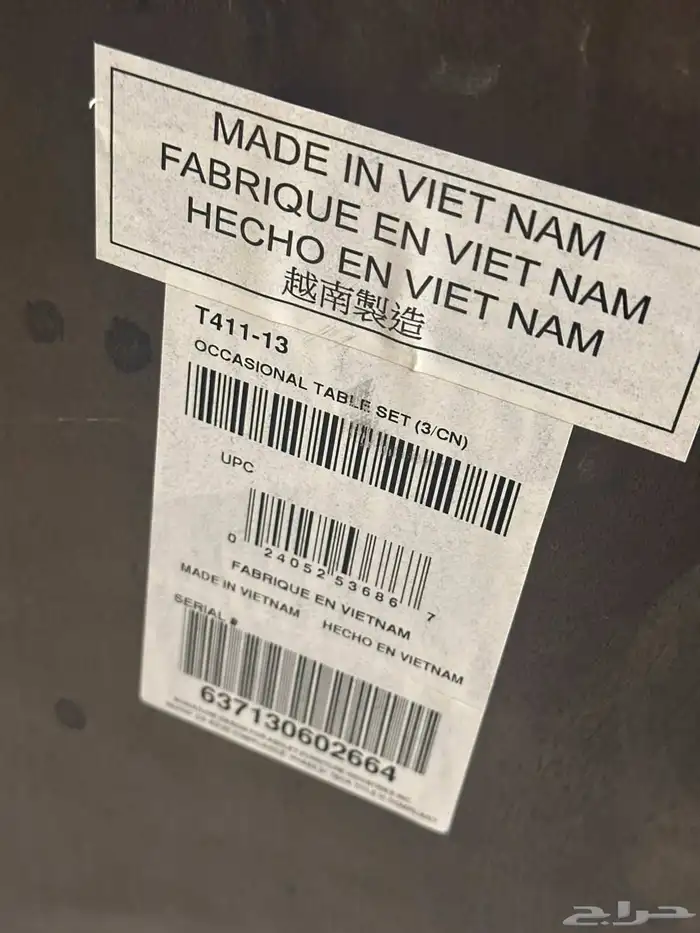 MADE IN VIET NAM
FABRIQUE EN VIET NAM
HECHO EN VIET NAM
越南製造
T411-13
OCCASIONAL TABLE SET (3/CN)
UPC
0 24052 53686 7
FABRIQUE EN VIETNAM
MADE IN VIETNAM HECHO EN VIETNAM
SERIAL #
637130602664
حراج